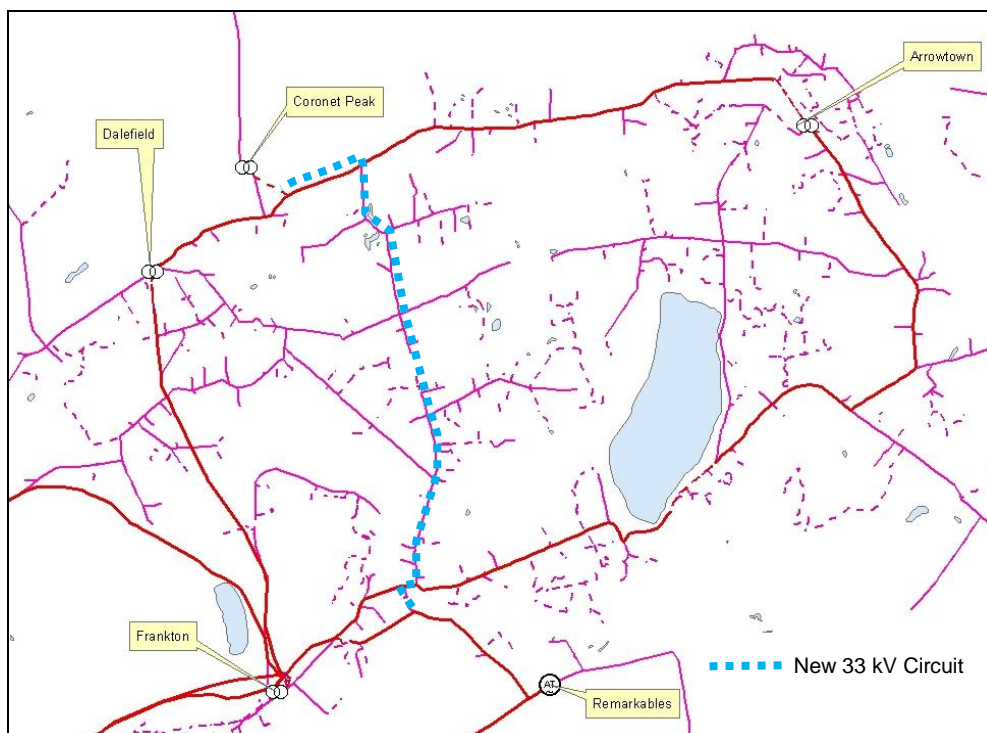 Arrowtown
Coronet Peak
Dalefield
Frankton
New 33 kV Circuit
AT
Remarkables